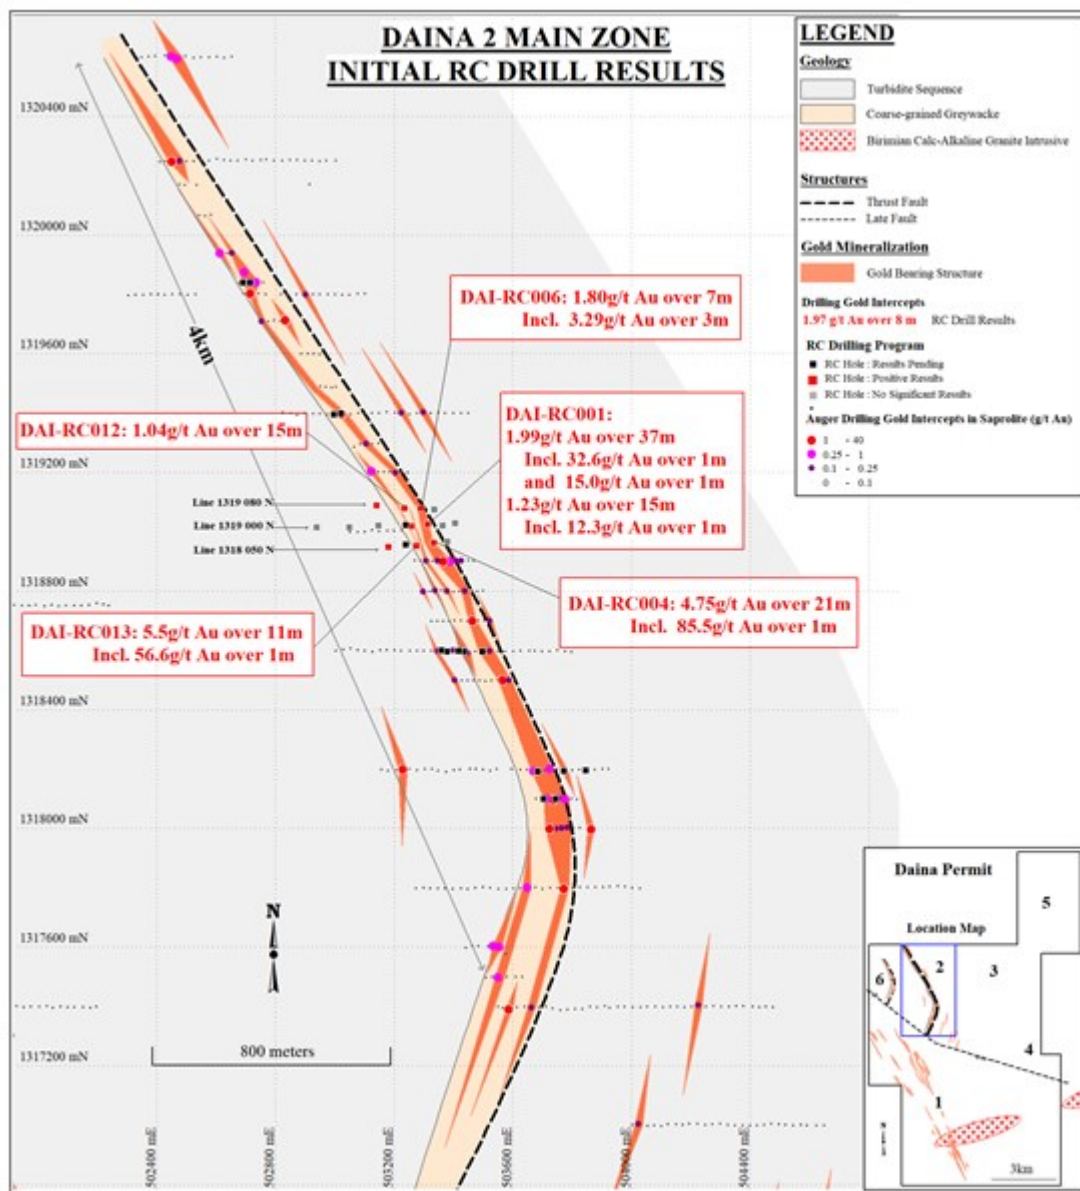 DAINA 2 MAIN ZONE
INITIAL RC DRILL RESULTS
LEGEND
Geology
Turbidite Sequence
Coarse-grained Greywacke
Birimian Calc-Alkaline Granite Intrusive
Structures
Thrust Fault
Late Fault
Gold Mineralization
Gold Bearing Structure
Drilling Gold Intercepts
1.97 g/t Au over 8 m RC Drill Results
RC Drilling Program
RC Hole : Results Pending
RC Hole : Positive Results
RC Hole : No Significant Results
Auger Drilling Gold Intercepts in Saprolite (g/t Au)
1 - 40
0.25 - 1
0.1 - 0.25
0 - 0.1
1320400 mN
1320000 mN
1319600 mN
1319200 mN
1318800 mN
1318400 mN
1318000 mN
1317600 mN
1317200 mN
4km
DAI-RC006: 1.80g/t Au over 7m
Incl. 3.29g/t Au over 3m
DAI-RC012: 1.04g/t Au over 15m
DAI-RC001:
1.99g/t Au over 37m
Incl. 32.6g/t Au over 1m
and 15.0g/t Au over 1m
1.23g/t Au over 15m
Incl. 12.3g/t Au over 1m
Line 1319 080 N
Line 1319 000 N
Line 1318 050 N
DAI-RC004: 4.75g/t Au over 21m
Incl. 85.5g/t Au over 1m
DAI-RC013: 5.5g/t Au over 11m
Incl. 56.6g/t Au over 1m
N
800 meters
502400 mE
502800 mE
503200 mE
503600 mE
504400 mE
Daina Permit
Location Map
5
2
3
6
4
1
3km